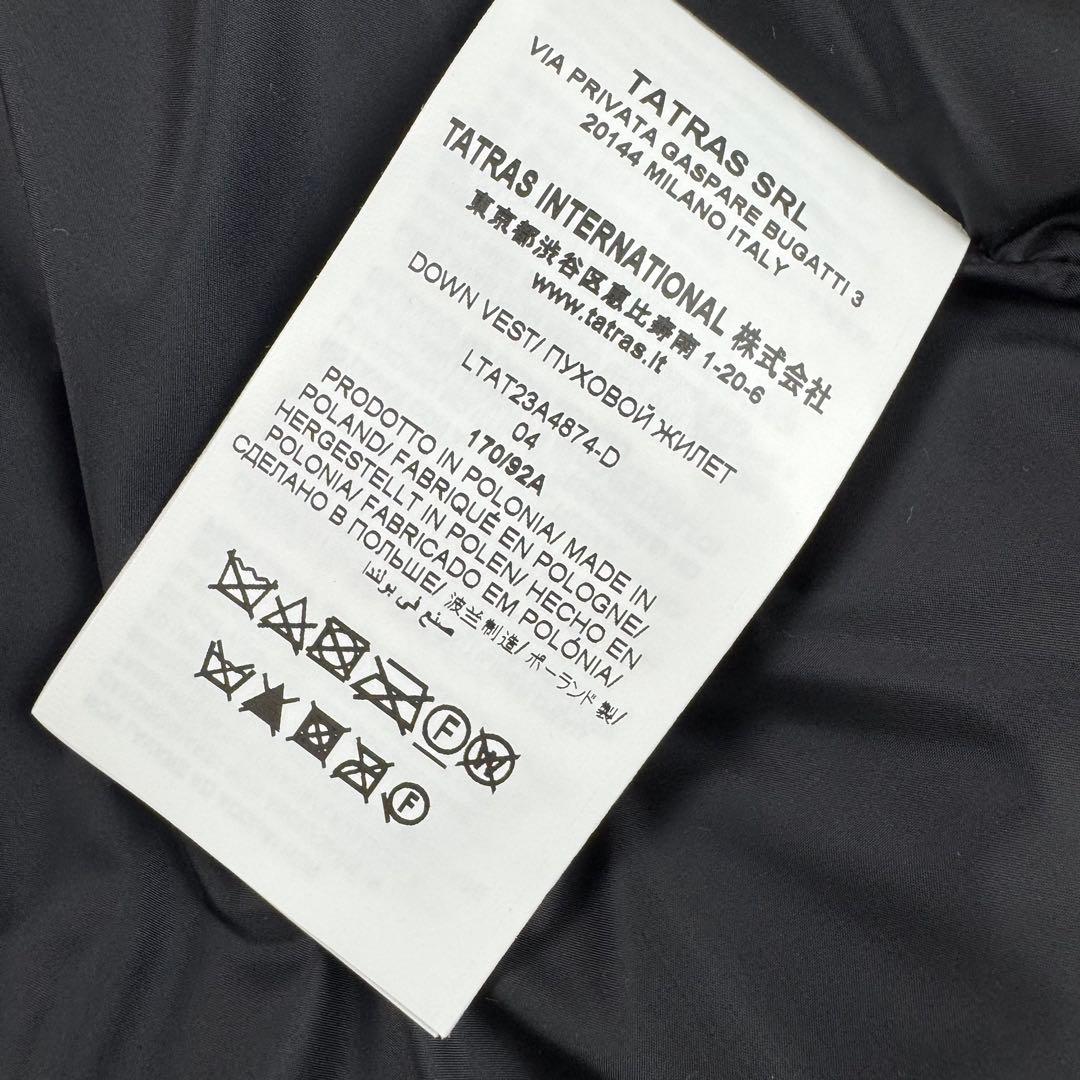 TATRAS SRL
VIA PRIVATA GASPARE BUGATTI 3
20144 MILANO ITALY
TATRAS INTERNATIONAL 株式会社
東京都渋谷区恵比寿南 1-20-6
www.tatras.it
DOWN VEST/ ПУХОВОЙ ЖИЛЕТ
LTAT23A4874-D
04
170/92A
PRODOTTO IN POLONIA/ MADE IN
POLAND/ FABRIQUÉ EN POLOGNE/
HERGESTELLT IN POLEN/ HECHO EN
POLONIA/ FABRICADO EM POLÓNIA/
СДЕЛАНО В ПОЛЬШЕ/ 波兰制造/ ポーランド製/
صنع في بولندا
F W
F